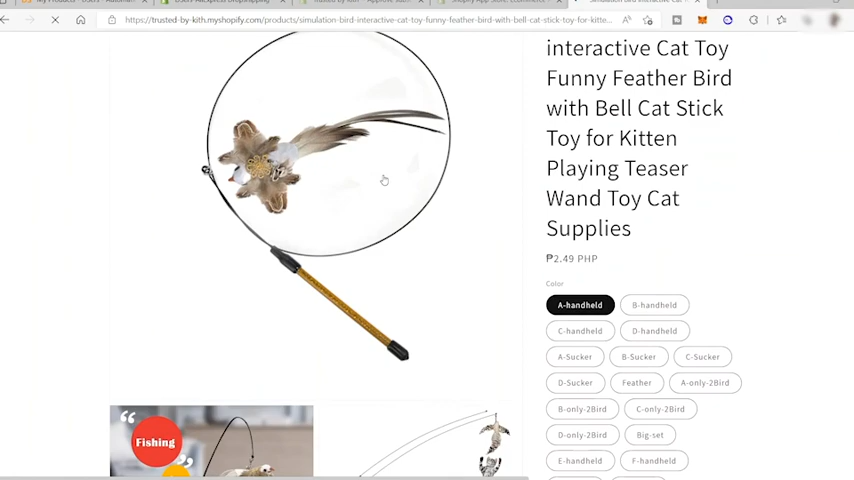 https://trusted-by-kith.myshopify.com/products/simulation-bird-interactive-cat-toy-funny-feather-bird-with-bell-cat-stick-toy-for-kitte...
interactive Cat Toy
Funny Feather Bird
with Bell Cat Stick
Toy for Kitten
Playing Teaser
Wand Toy Cat
Supplies
₱2.49 PHP
Color
A-handheld
B-handheld
C-handheld
D-handheld
A-Sucker
B-Sucker
C-Sucker
D-Sucker
Feather
A-only-2Bird
B-only-2Bird
C-only-2Bird
D-only-2Bird
Big-set
E-handheld
F-handheld
“ Fishing ”